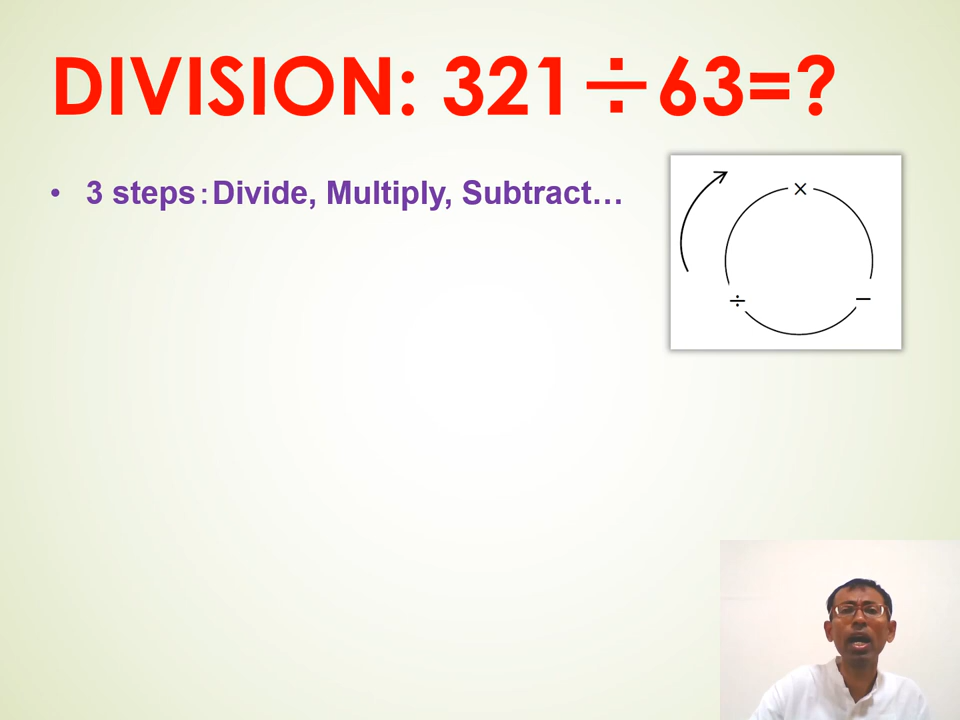 DIVISION: 321÷63=?
• 3 steps：Divide, Multiply, Subtract…
×
÷ −